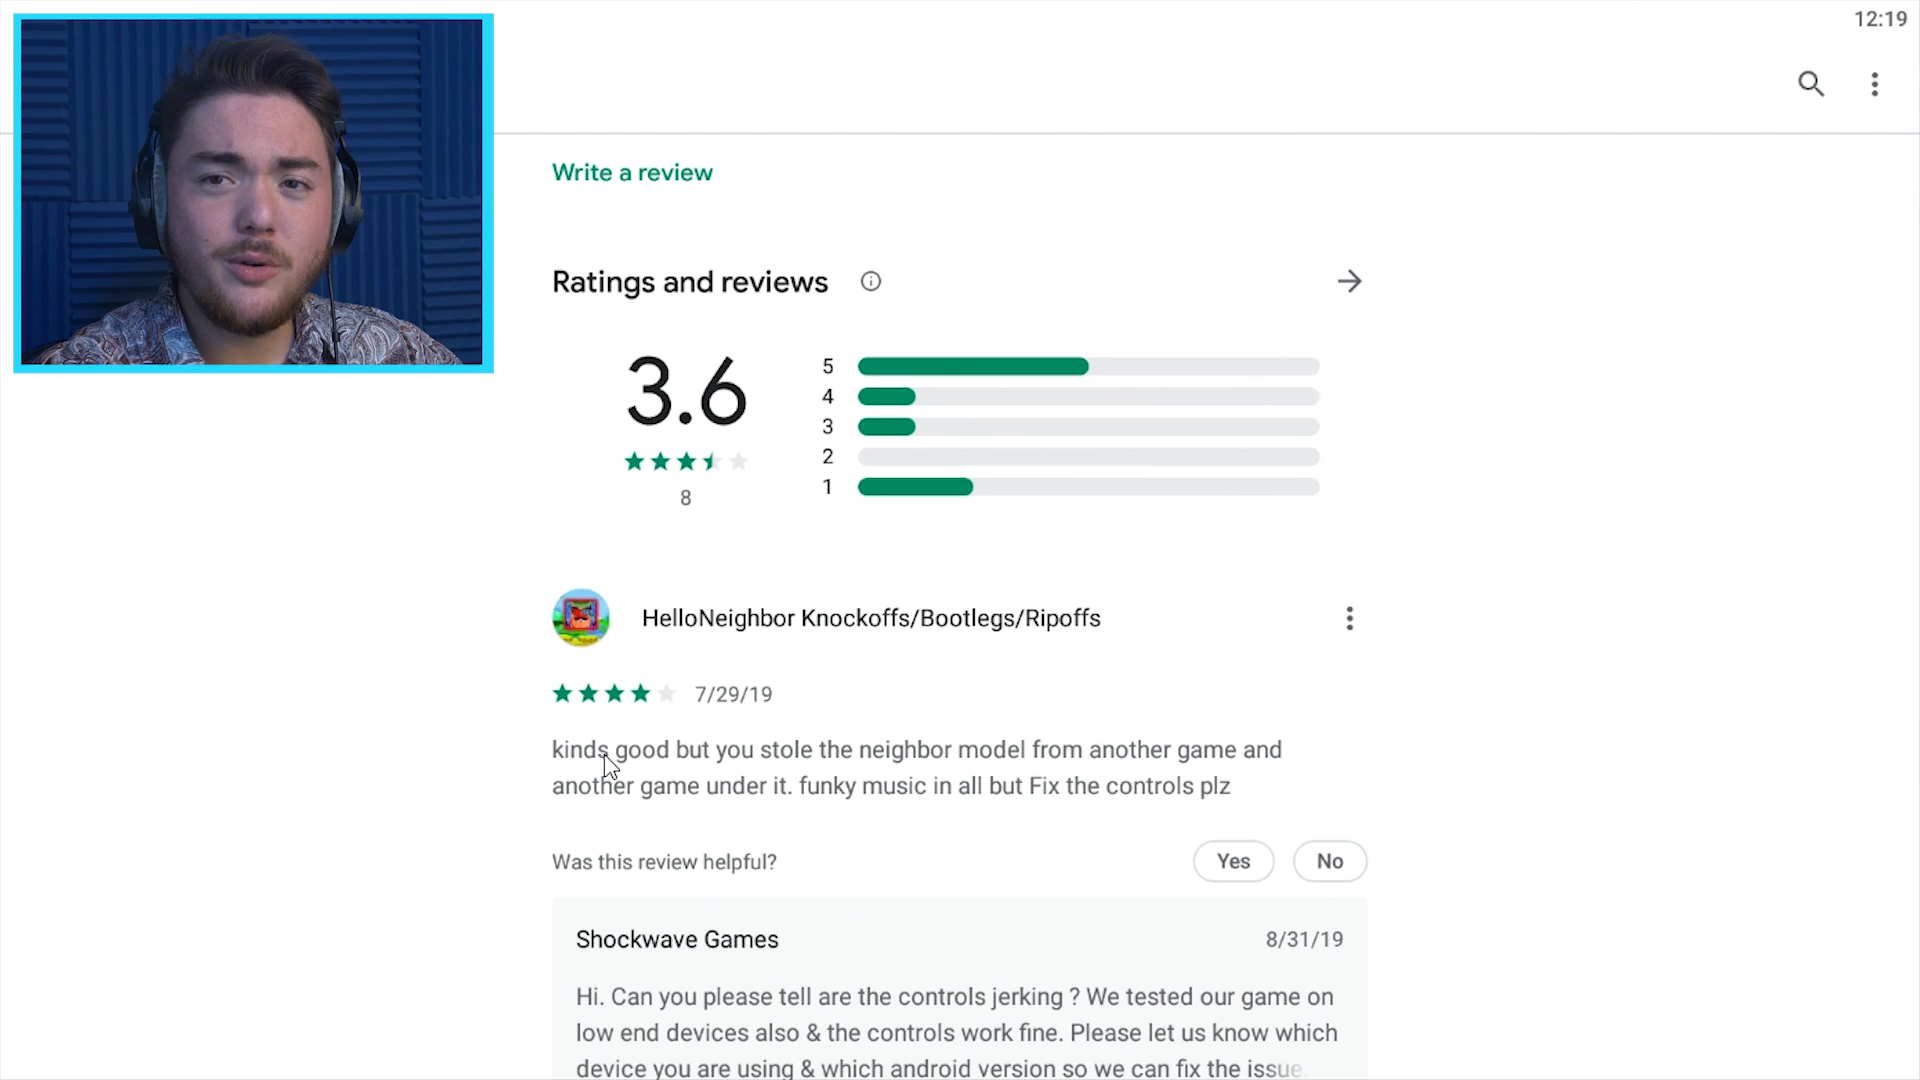 12:19
Write a review
Ratings and reviews
3.6
8
5
4
3
2
1
HelloNeighbor Knockoffs/Bootlegs/Ripoffs
7/29/19
kinds good but you stole the neighbor model from another game and
another game under it. funky music in all but Fix the controls plz
Was this review helpful?
Yes
No
Shockwave Games
8/31/19
Hi. Can you please tell are the controls jerking ? We tested our game on
low end devices also & the controls work fine. Please let us know which
device you are using & which android version so we can fix the issue